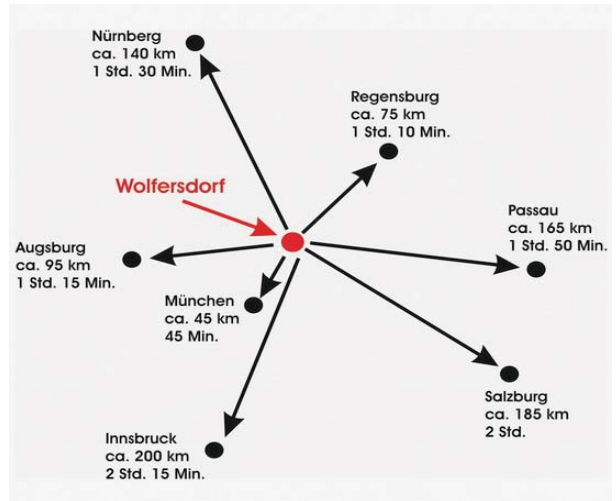 Nürnberg
ca. 140 km
1 Std. 30 Min.
Regensburg
ca. 75 km
1 Std. 10 Min.
Wolfersdorf
Passau
ca. 165 km
1 Std. 50 Min.
Augsburg
ca. 95 km
1 Std. 15 Min.
München
ca. 45 km
45 Min.
Salzburg
ca. 185 km
2 Std.
Innsbruck
ca. 200 km
2 Std. 15 Min.